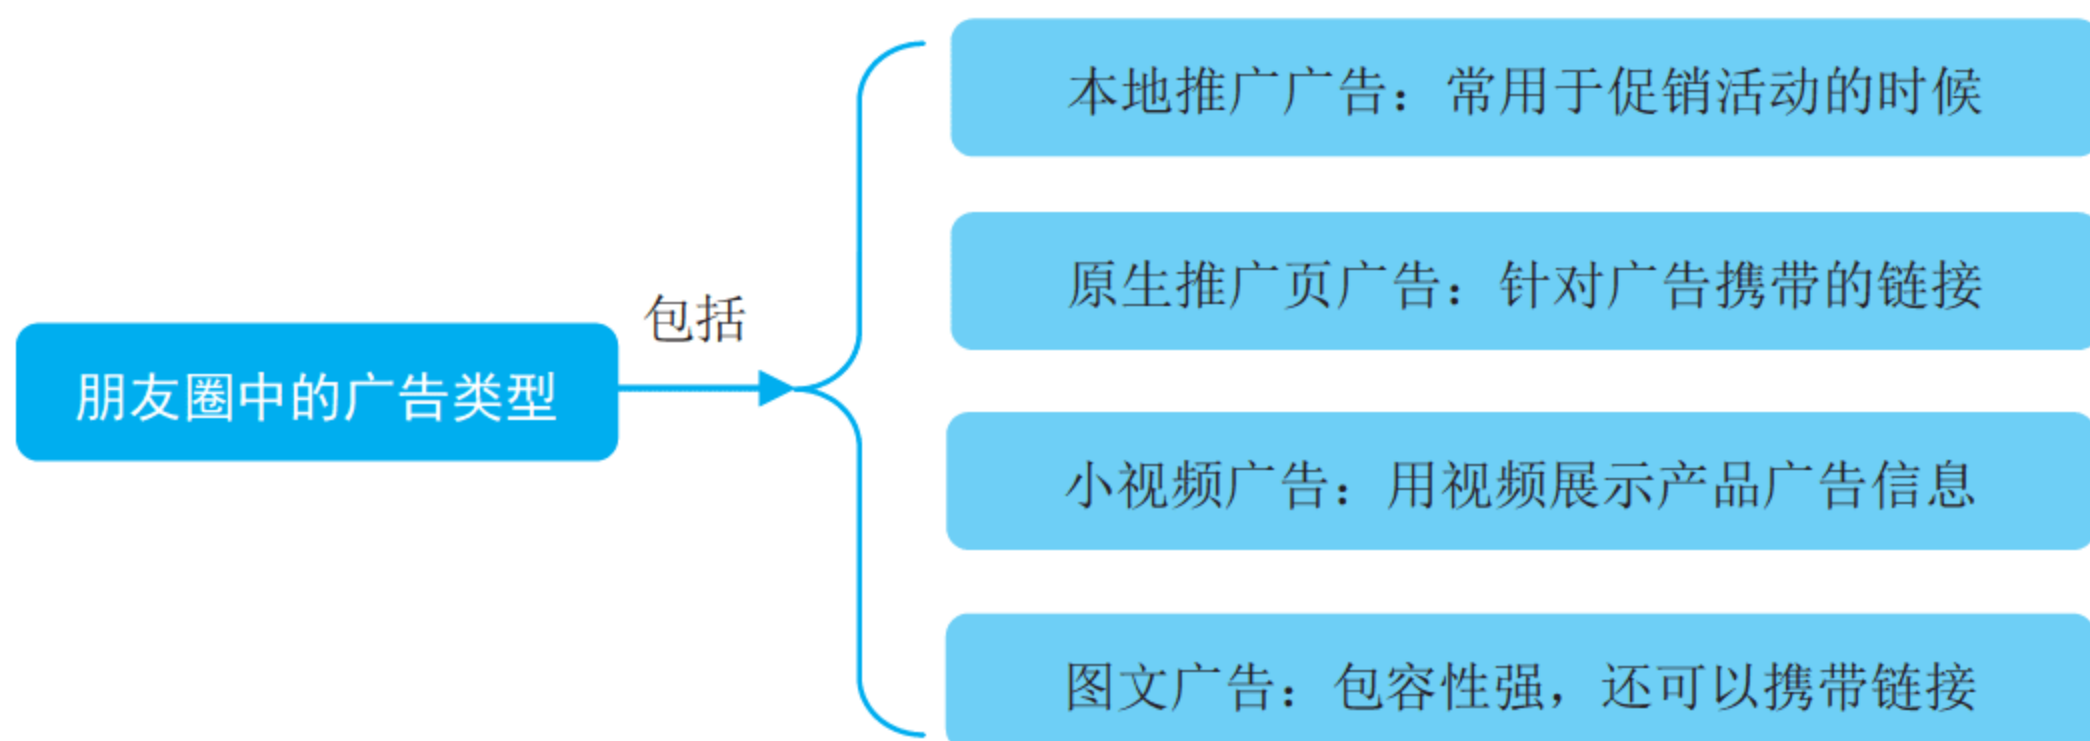 朋友圈中的广告类型
包括
本地推广广告：常用于促销活动的时候
原生推广页广告：针对广告携带的链接
小视频广告：用视频展示产品广告信息
图文广告：包容性强，还可以携带链接